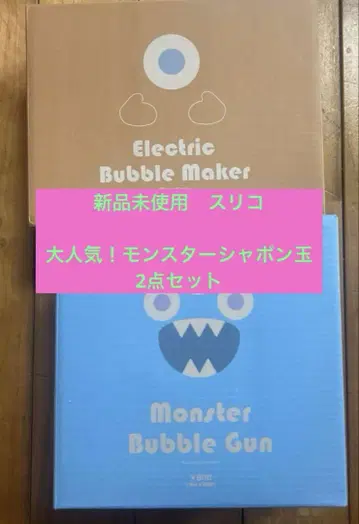 Electric
Bubble Maker
新品未使用　スリコ
大人気！モンスターシャボン玉
2点セット
Monster
Bubble Gun